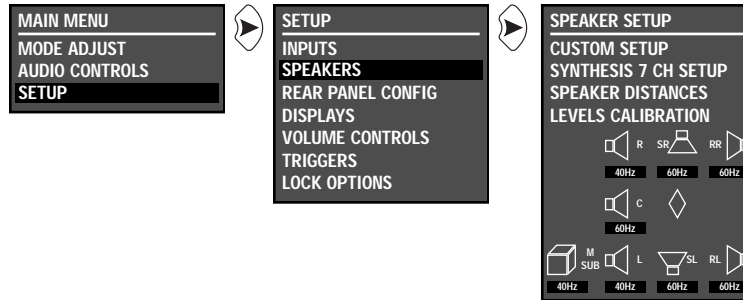 MAIN MENU
MODE ADJUST
AUDIO CONTROLS
SETUP
SETUP
INPUTS
SPEAKERS
REAR PANEL CONFIG
DISPLAYS
VOLUME CONTROLS
TRIGGERS
LOCK OPTIONS
SPEAKER SETUP
CUSTOM SETUP
SYNTHESIS 7 CH SETUP
SPEAKER DISTANCES
LEVELS CALIBRATION
R SR RR
40Hz 60Hz 60Hz
C
60Hz
M
SUB L SL RL
40Hz 40Hz 60Hz 60Hz